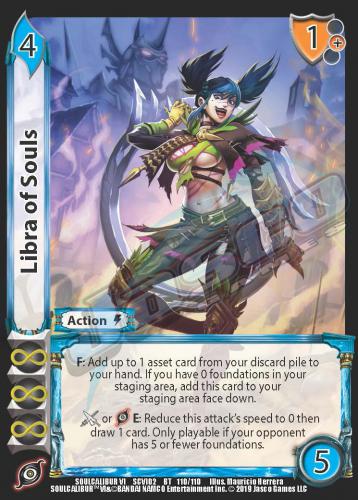 4
1
+
Libra of Souls
Action
F: Add up to 1 asset card from your discard pile to
your hand. If you have 0 foundations in your
staging area, add this card to your
staging area face down.
or E: Reduce this attack's speed to 0 then
draw 1 card. Only playable if your opponent
has 5 or fewer foundations.
5
SOULCALIBUR VI SCVI02 BT 110/110 Illus. Mauricio Herrera
SOULCALIBUR™VI&©BANDAI NAMCO Entertainment Inc. © 2019 Jasco Games LLC